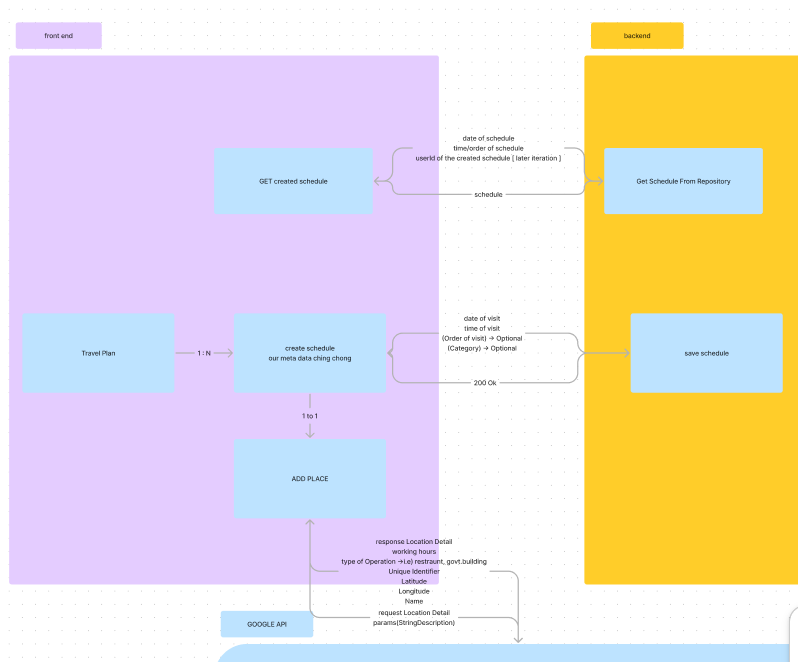 front end
backend
date of schedule
time/order of schedule
userId of the created schedule [ later iteration ]
GET created schedule
Get Schedule From Repository
schedule
date of visit
time of visit
(Order of visit) -> Optional
(Category) -> Optional
Travel Plan
1 : N
create schedule
our meta data ching chong
save schedule
200 Ok
1 to 1
ADD PLACE
response Location Detail
working hours
type of Operation ->i.e) restraunt, govt.building
Unique Identifier
Latitude
Longitude
Name
request Location Detail
params(StringDescription)
GOOGLE API